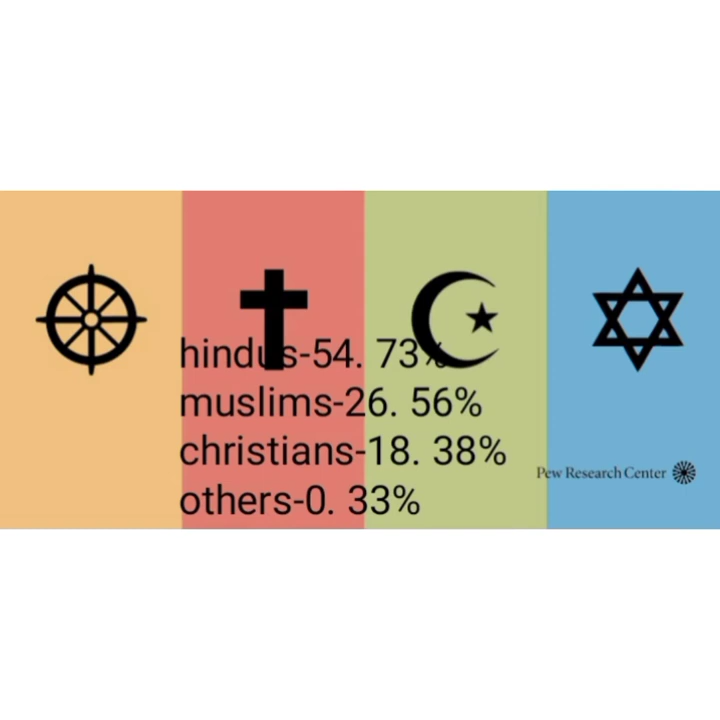 hindus-54. 73%
muslims-26. 56%
christians-18. 38%
Pew Research Center
others-0. 33%